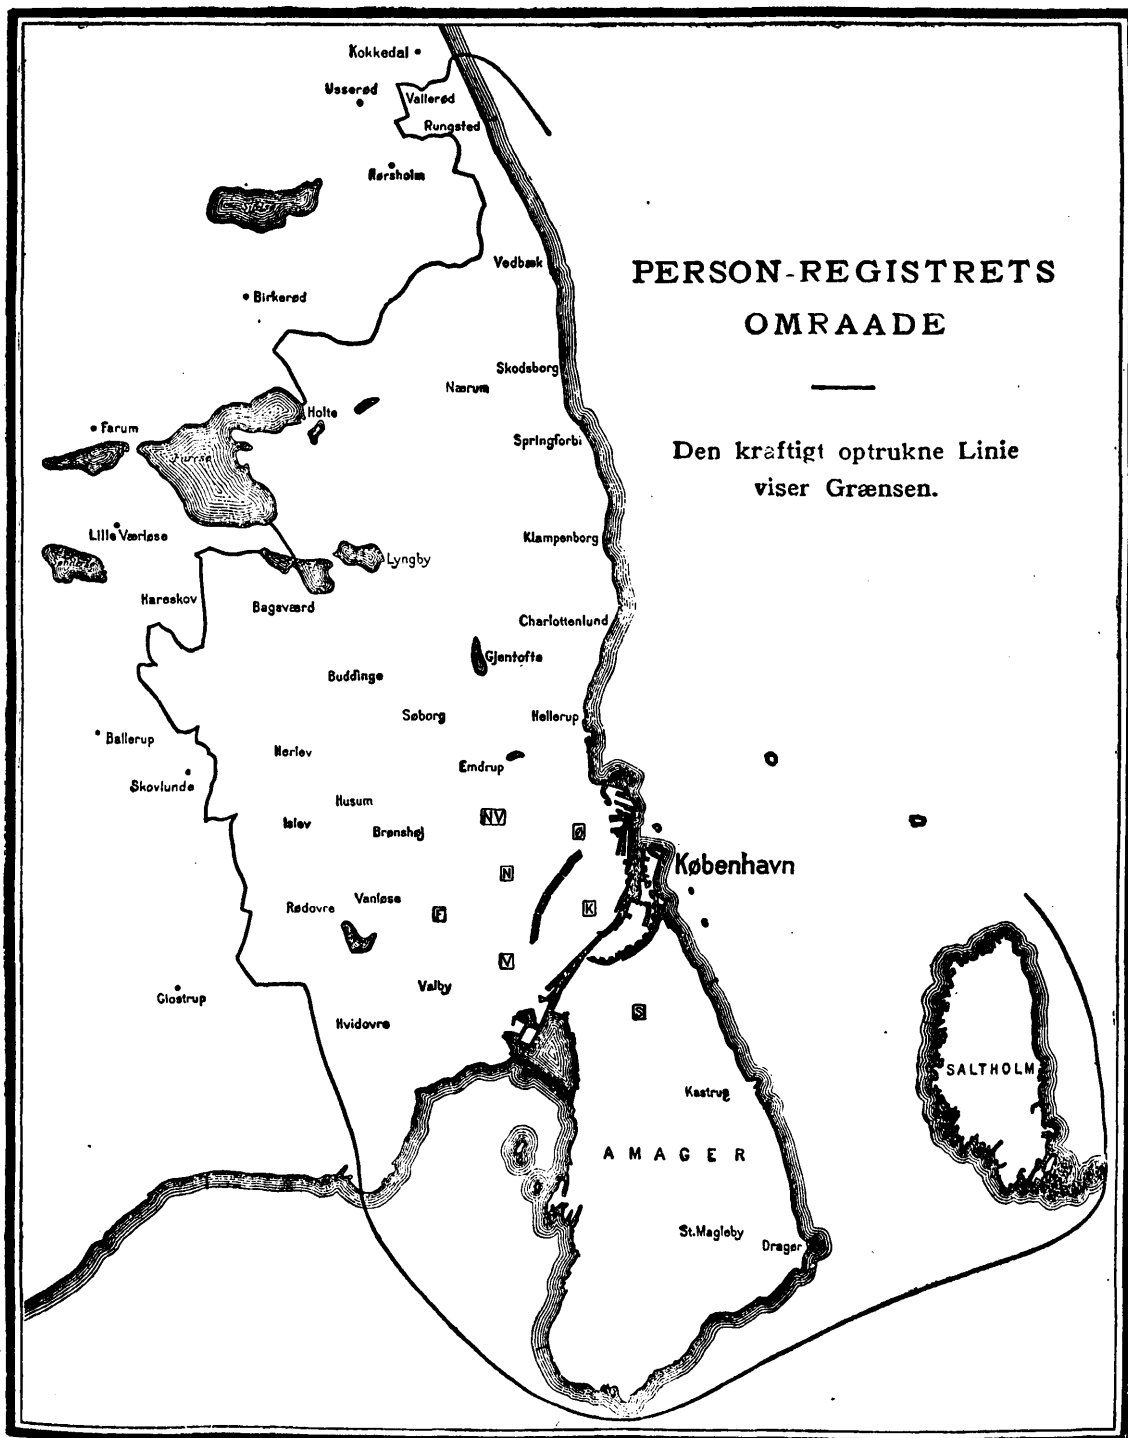 Kokkedal
Usserød
Vallerød
Rungsted
Hørsholm
Vedbæk
PERSON-REGISTRETS
OMRAADE
Birkerød
Skodsborg
Nærum
Holte
Farum
Springforbi
Den kraftigt optrukne Linie
viser Grænsen.
Furesø
Lille Værløse
Klampenborg
Lyngby
Hareskov
Bagsværd
Charlottenlund
Gjentofte
Buddinge
Søborg
Hellerup
Ballerup
Herlev
Emdrup
Skovlunde
Husum
NV
Islev
Brønshøj
Ø
København
N
Vanløse
Rødovre
F
K
V
Valby
Glostrup
S
Hvidovre
SALTHOLM
Kastrup
AMAGER
St. Magleby
Dragør